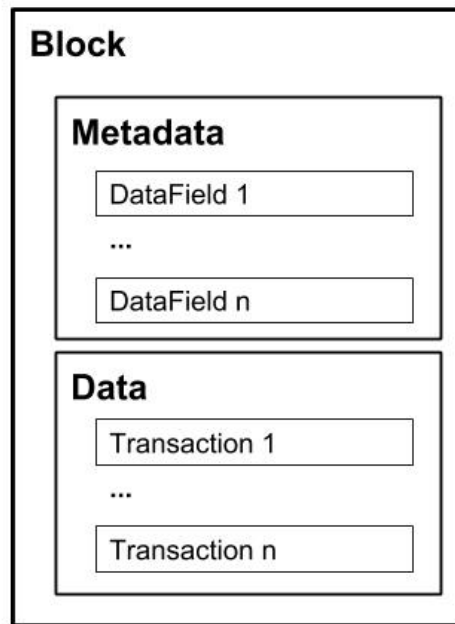 Block
Metadata
DataField 1
...
DataField n
Data
Transaction 1
...
Transaction n